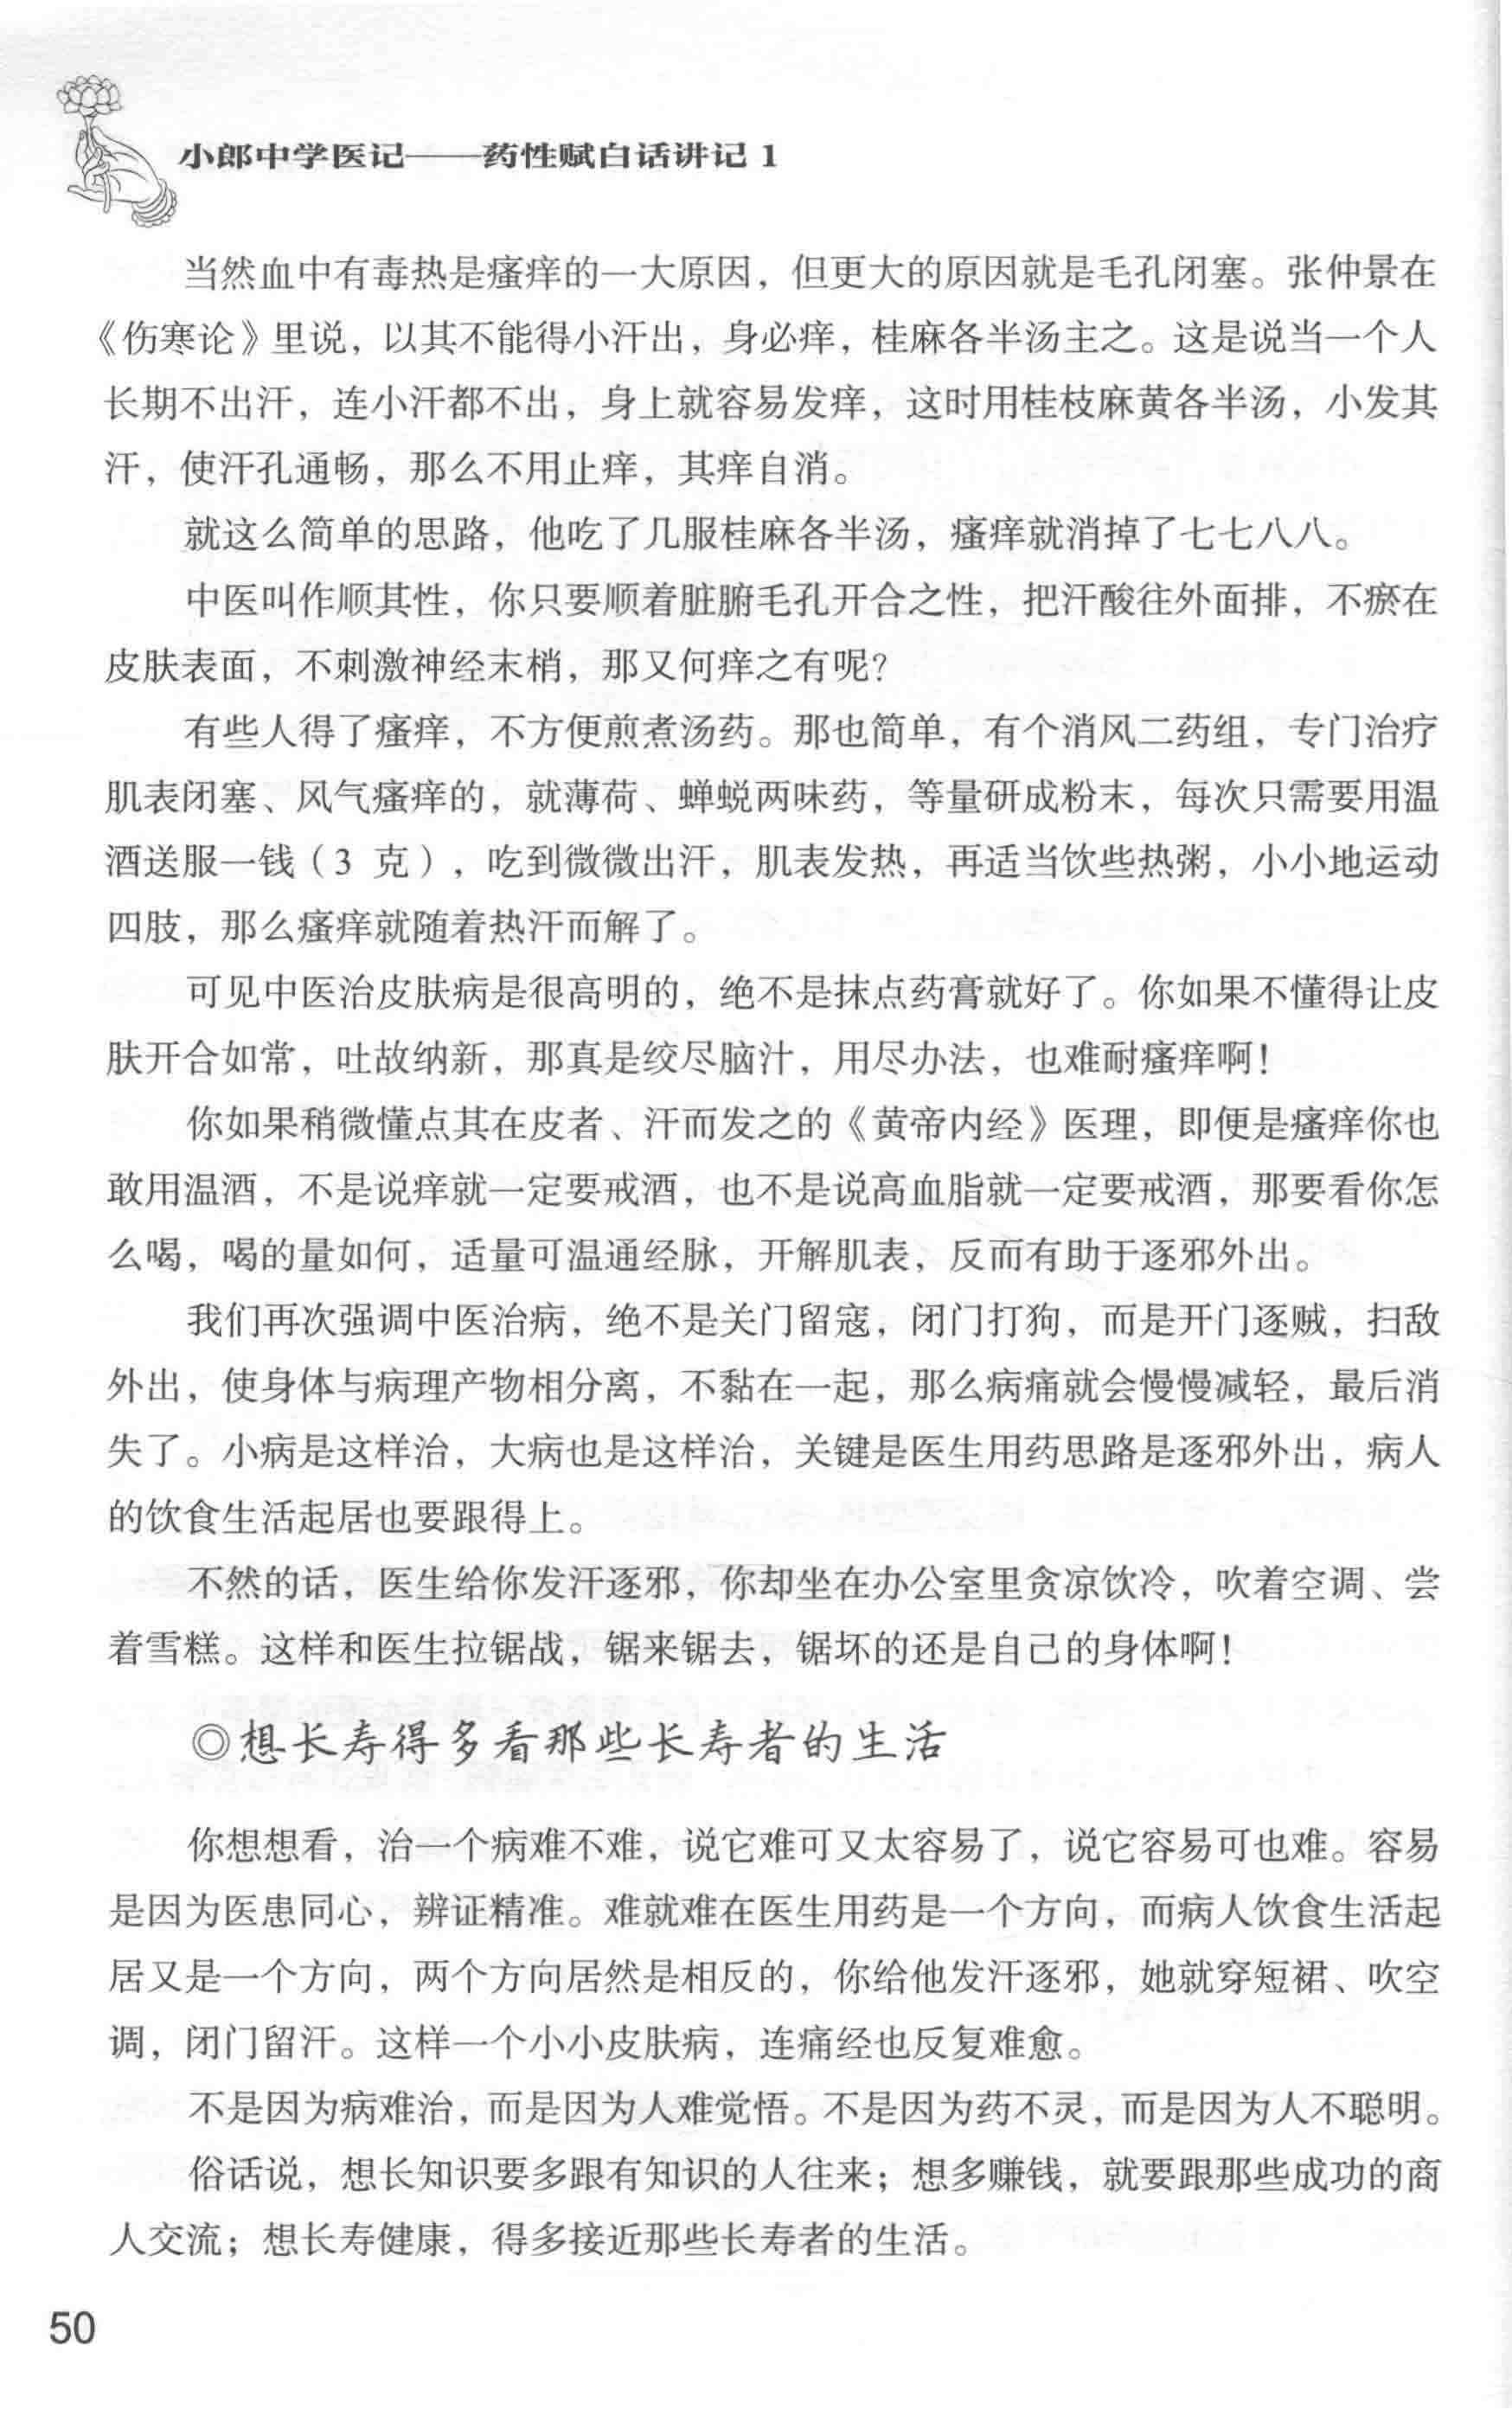 小郎中学医记——药性赋白话讲记 1
当然血中有毒热是瘙痒的一大原因，但更大的原因就是毛孔闭塞。张仲景在
《伤寒论》里说，以其不能得小汗出，身必痒，桂麻各半汤主之。这是说当一个人
长期不出汗，连小汗都不出，身上就容易发痒，这时用桂枝麻黄各半汤，小发其
汗，使汗孔通畅，那么不用止痒，其痒自消。
就这么简单的思路，他吃了几服桂麻各半汤，瘙痒就消掉了七七八八。
中医叫作顺其性，你只要顺着脏腑毛孔开合之性，把汗酸往外面排，不瘀在
皮肤表面，不刺激神经末梢，那又何痒之有呢？
有些人得了瘙痒，不方便煎煮汤药。那也简单，有个消风二药组，专门治疗
肌表闭塞、风气瘙痒的，就薄荷、蝉蜕两味药，等量研成粉末，每次只需要用温
酒送服一钱（3 克），吃到微微出汗，肌表发热，再适当饮些热粥，小小地运动
四肢，那么瘙痒就随着热汗而解了。
可见中医治皮肤病是很高明的，绝不是抹点药膏就好了。你如果不懂得让皮
肤开合如常，吐故纳新，那真是绞尽脑汁，用尽办法，也难耐瘙痒啊！
你如果稍微懂点其在皮者、汗而发之的《黄帝内经》医理，即便是瘙痒你也
敢用温酒，不是说痒就一定要戒酒，也不是说高血脂就一定要戒酒，那要看你怎
么喝，喝的量如何，适量可温通经脉，开解肌表，反而有助于逐邪外出。
我们再次强调中医治病，绝不是关门留寇，闭门打狗，而是开门逐贼，扫敌
外出，使身体与病理产物相分离，不黏在一起，那么病痛就会慢慢减轻，最后消
失了。小病是这样治，大病也是这样治，关键是医生用药思路是逐邪外出，病人
的饮食生活起居也要跟得上。
不然的话，医生给你发汗逐邪，你却坐在办公室里贪凉饮冷，吹着空调、尝
着雪糕。这样和医生拉锯战，锯来锯去，锯坏的还是自己的身体啊！
◎想长寿得多看那些长寿者的生活
你想想看，治一个病难不难，说它难可又太容易了，说它容易可也难。容易
是因为医患同心，辨证精准。难就难在医生用药是一个方向，而病人饮食生活起
居又是一个方向，两个方向居然是相反的，你给他发汗逐邪，她就穿短裙、吹空
调，闭门留汗。这样一个小小皮肤病，连痛经也反复难愈。
不是因为病难治，而是因为人难觉悟。不是因为药不灵，而是因为人不聪明。
俗话说，想长知识要多跟有知识的人往来；想多赚钱，就要跟那些成功的商
人交流；想长寿健康，得多接近那些长寿者的生活。
50